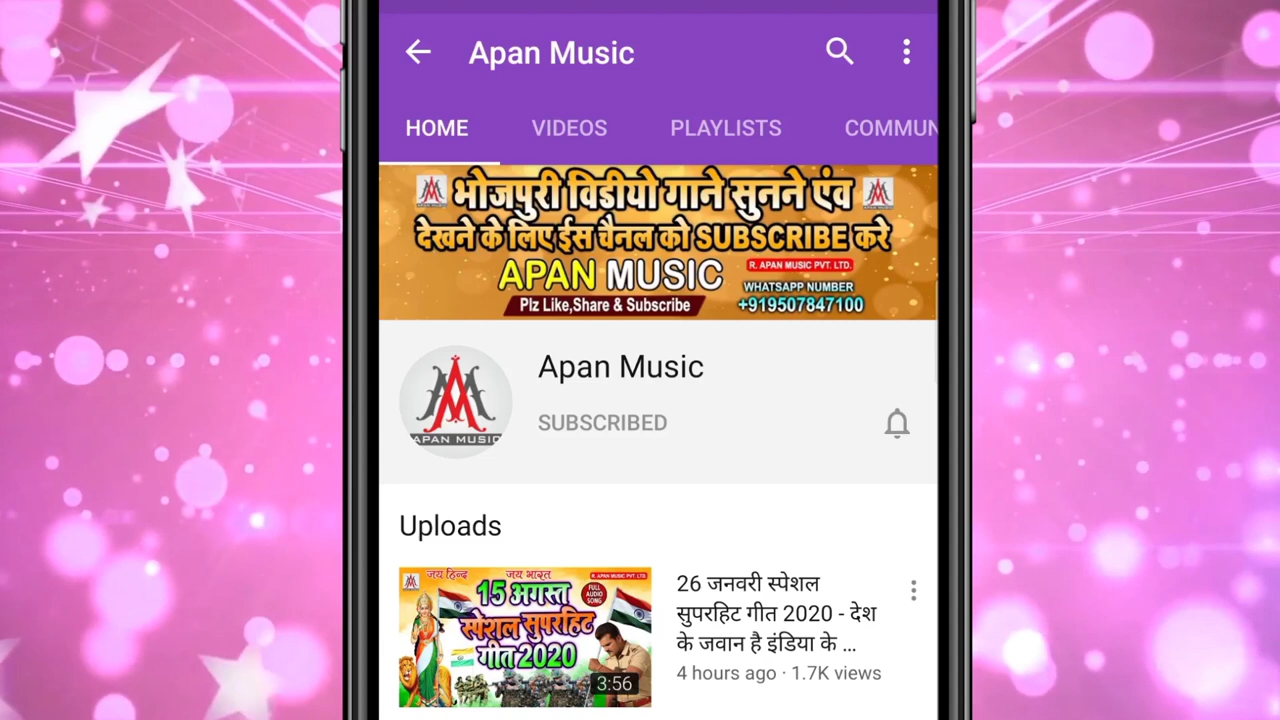 Apan Music
HOME VIDEOS PLAYLISTS COMMUN
भोजपुरी विडीयो गाने सुनने एंव
देखने के लिए ईस चैनल को SUBSCRIBE करे
APAN MUSIC
R. APAN MUSIC PVT. LTD.
WHATSAPP NUMBER
+919507847100
Plz Like,Share & Subscribe
Apan Music
SUBSCRIBED
APAN MUSIC
Uploads
जय हिन्द जय भारत
R. APAN MUSIC PVT. LTD
15 अगस्त
FULL
AUDIO
SONG
स्पेशल सुपरहिट
गीत 2020
3:56
26 जनवरी स्पेशल
सुपरहिट गीत 2020 - देश
के जवान है इंडिया के ...
4 hours ago · 1.7K views